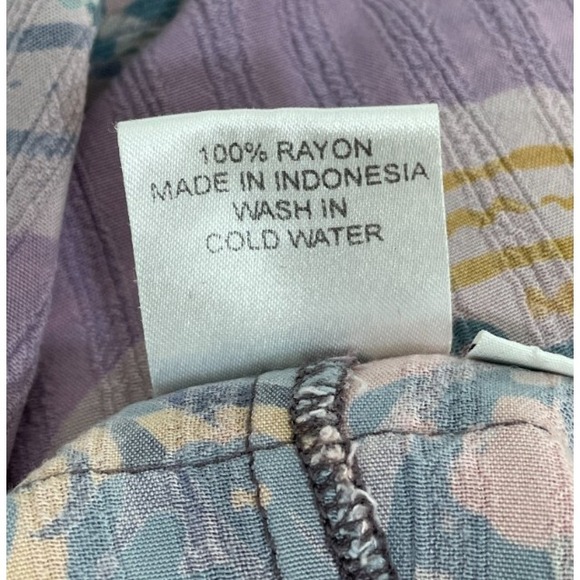 100% RAYON
MADE IN INDONESIA
WASH IN
COLD WATER